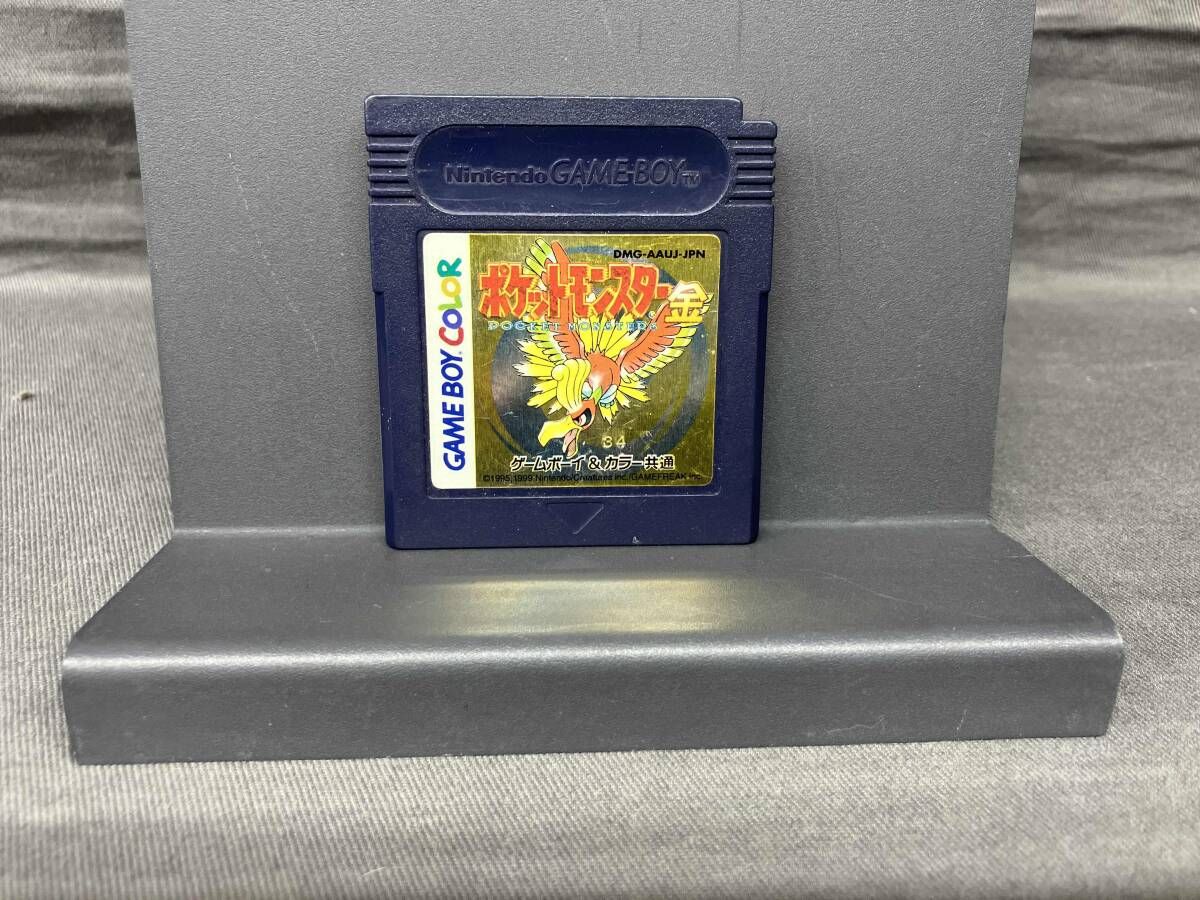 Nintendo GAME BOY TM
GAME BOY COLOR
DMG-AAUJ-JPN
ポケットモンスター 金
POCKET MONSTERS
34
ゲームボーイ&カラー共通
©1995,1999 Nintendo/Creatures inc./GAMEFREAK inc.